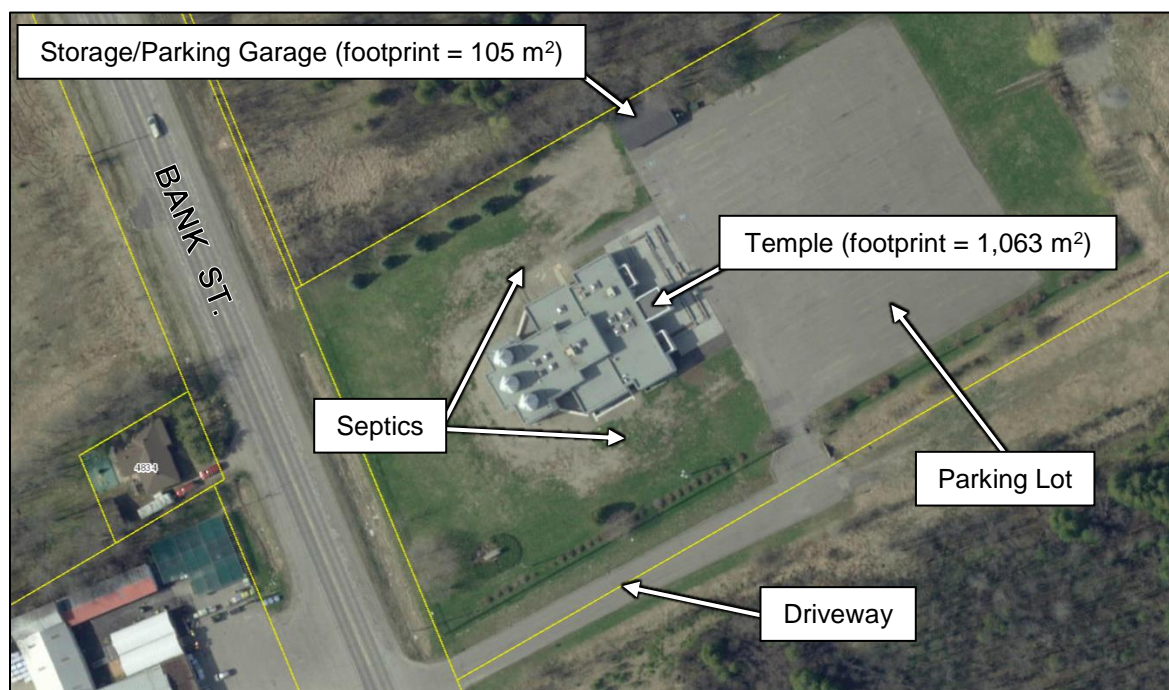 Storage/Parking Garage (footprint = 105 m²)
BANK ST.
Temple (footprint = 1,063 m²)
Septics
4834
Parking Lot
Driveway